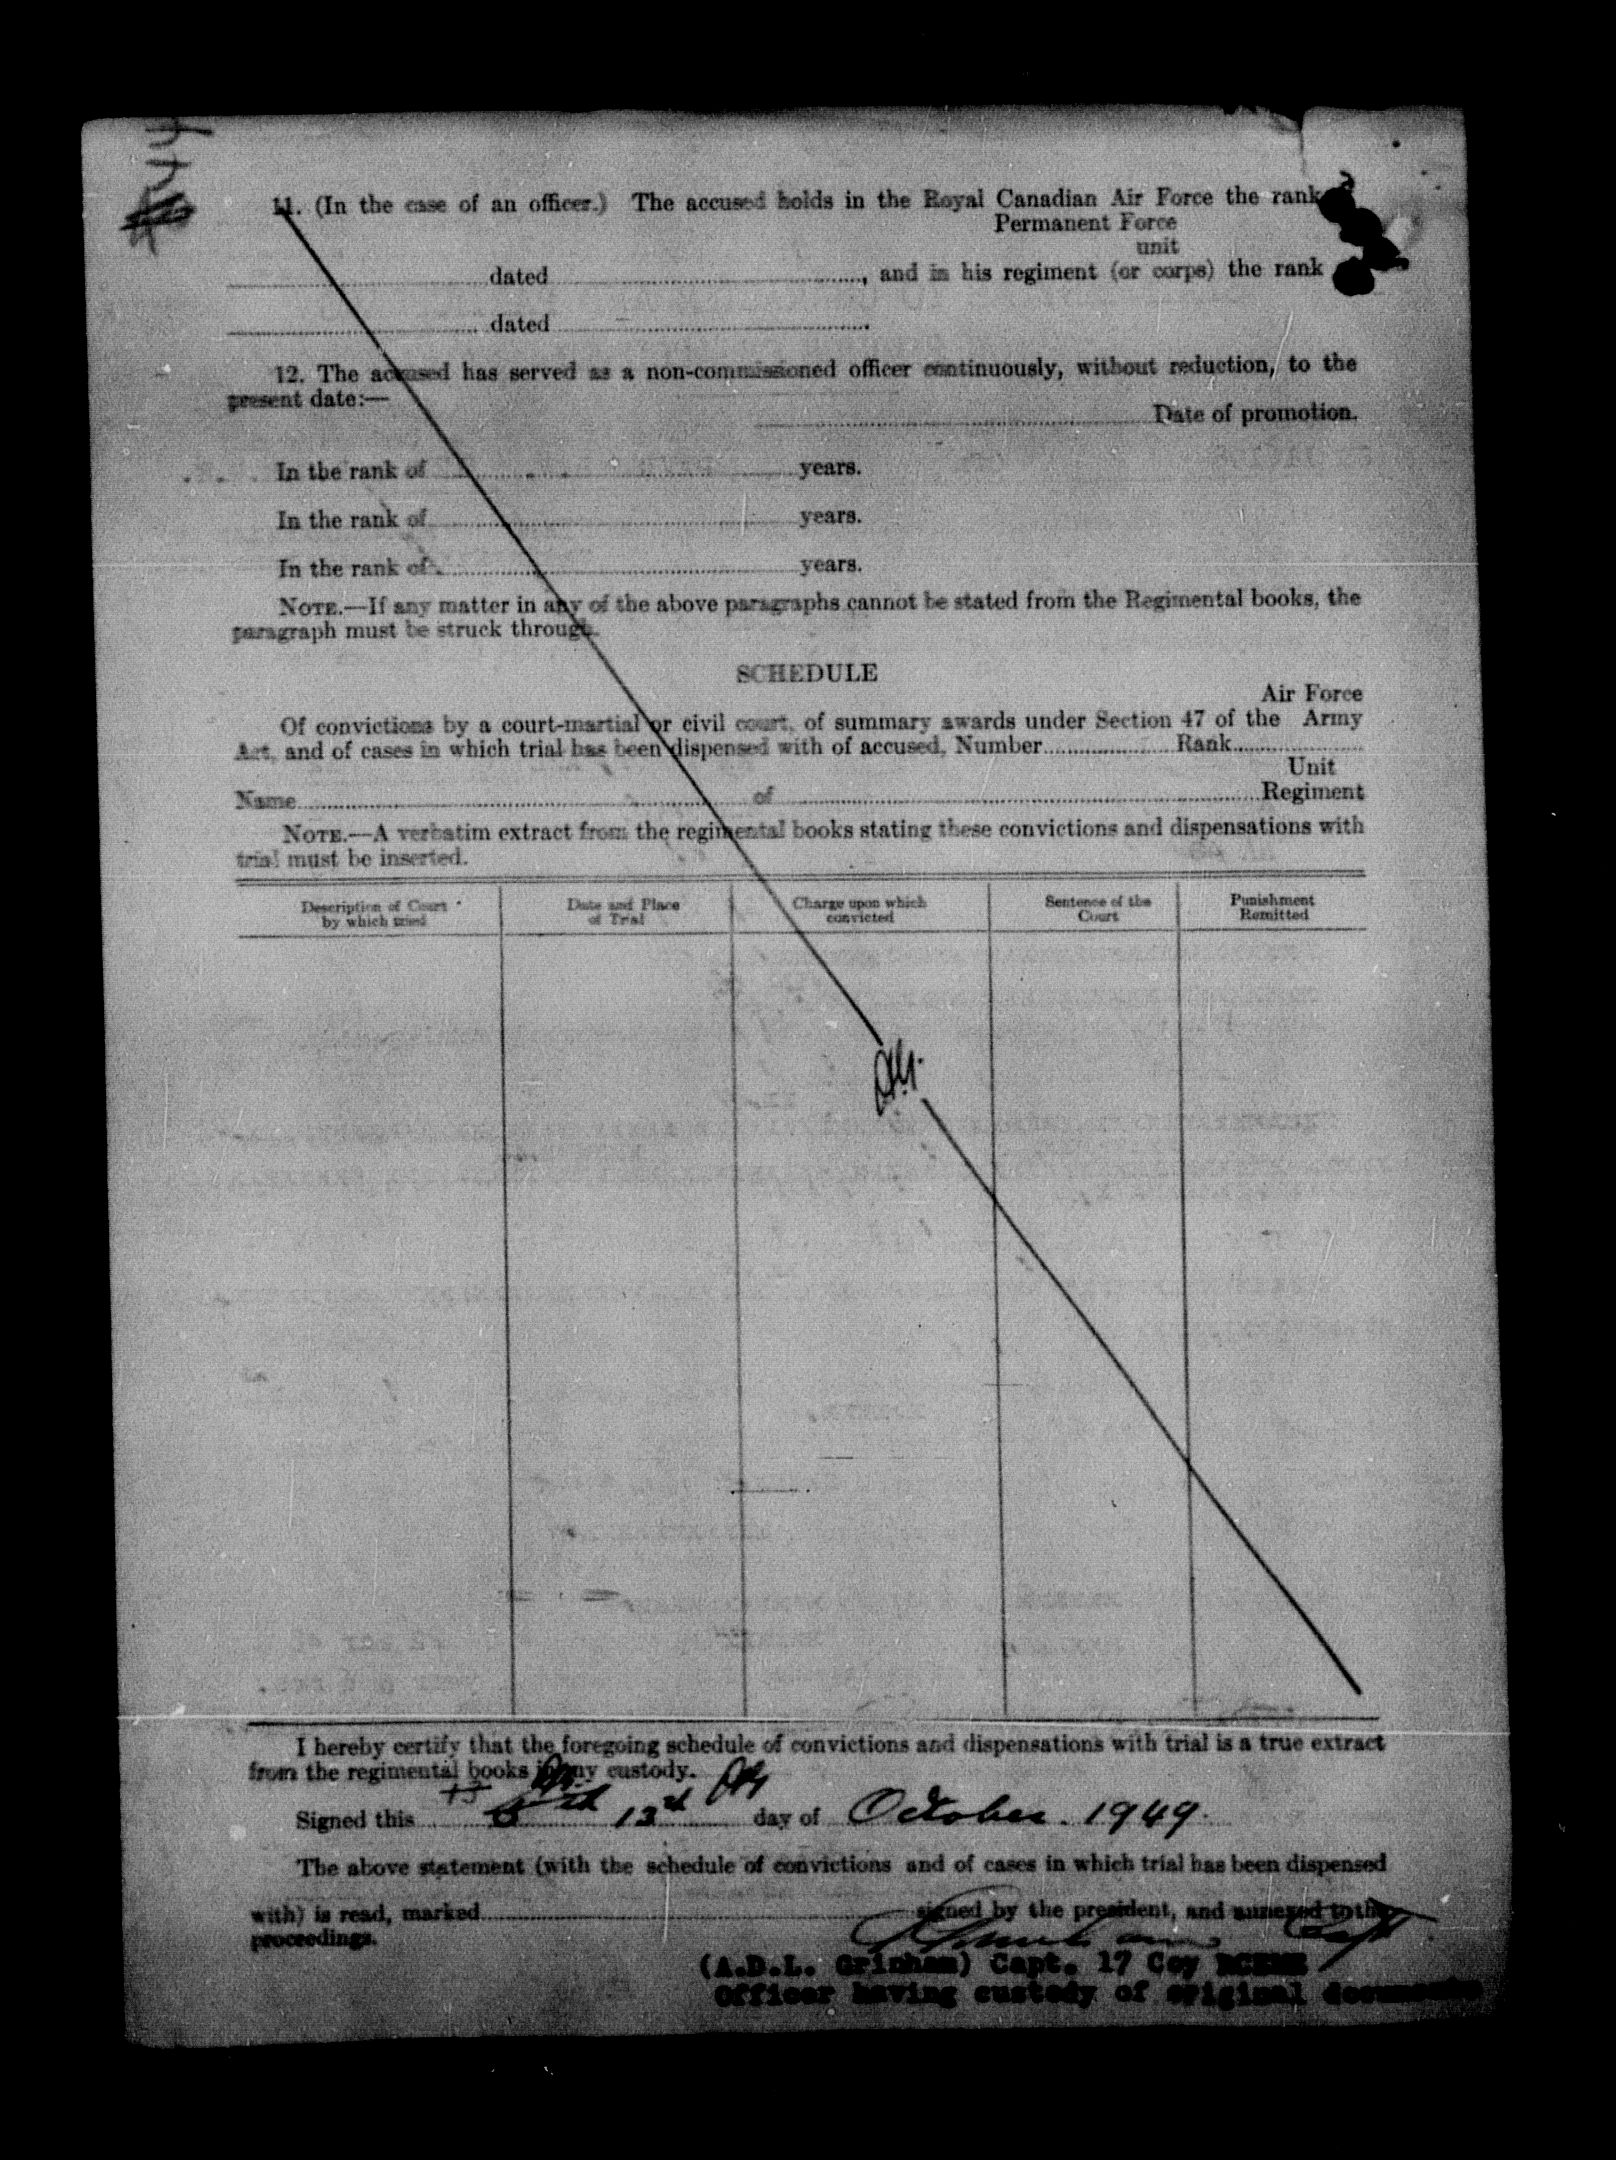 11. (In the case of an officer.) The accused holds in the Royal Canadian Air Force the rank
Permanent Force
unit
dated , and in his regiment (or corps) the rank
dated .
12. The accused has served as a non-commissioned officer continuously, without reduction, to the
present date:—
Date of promotion.
In the rank of years.
In the rank of years.
In the rank of years.
NOTE.—If any matter in any of the above paragraphs cannot be stated from the Regimental books, the
paragraph must be struck through.
SCHEDULE
Air Force
Of convictions by a court-martial or civil court, of summary awards under Section 47 of the Army
Act, and of cases in which trial has been dispensed with of accused, Number Rank
Unit
Name of Regiment
NOTE.—A verbatim extract from the regimental books stating these convictions and dispensations with
trial must be inserted.
Description of Court Date and Place Charge upon which Sentence of the Punishment
by which tried of Trial convicted Court Remitted
I hereby certify that the foregoing schedule of convictions and dispensations with trial is a true extract
from the regimental books in my custody.
13
Signed this 13th day of October. 1949.
The above statement (with the schedule of convictions and of cases in which trial has been dispensed
with) is read, marked signed by the president, and annexed to the
proceedings.
Capt
(A.D.L. Grinham) Capt. 17 Coy RCEME
Officer having custody of original documents